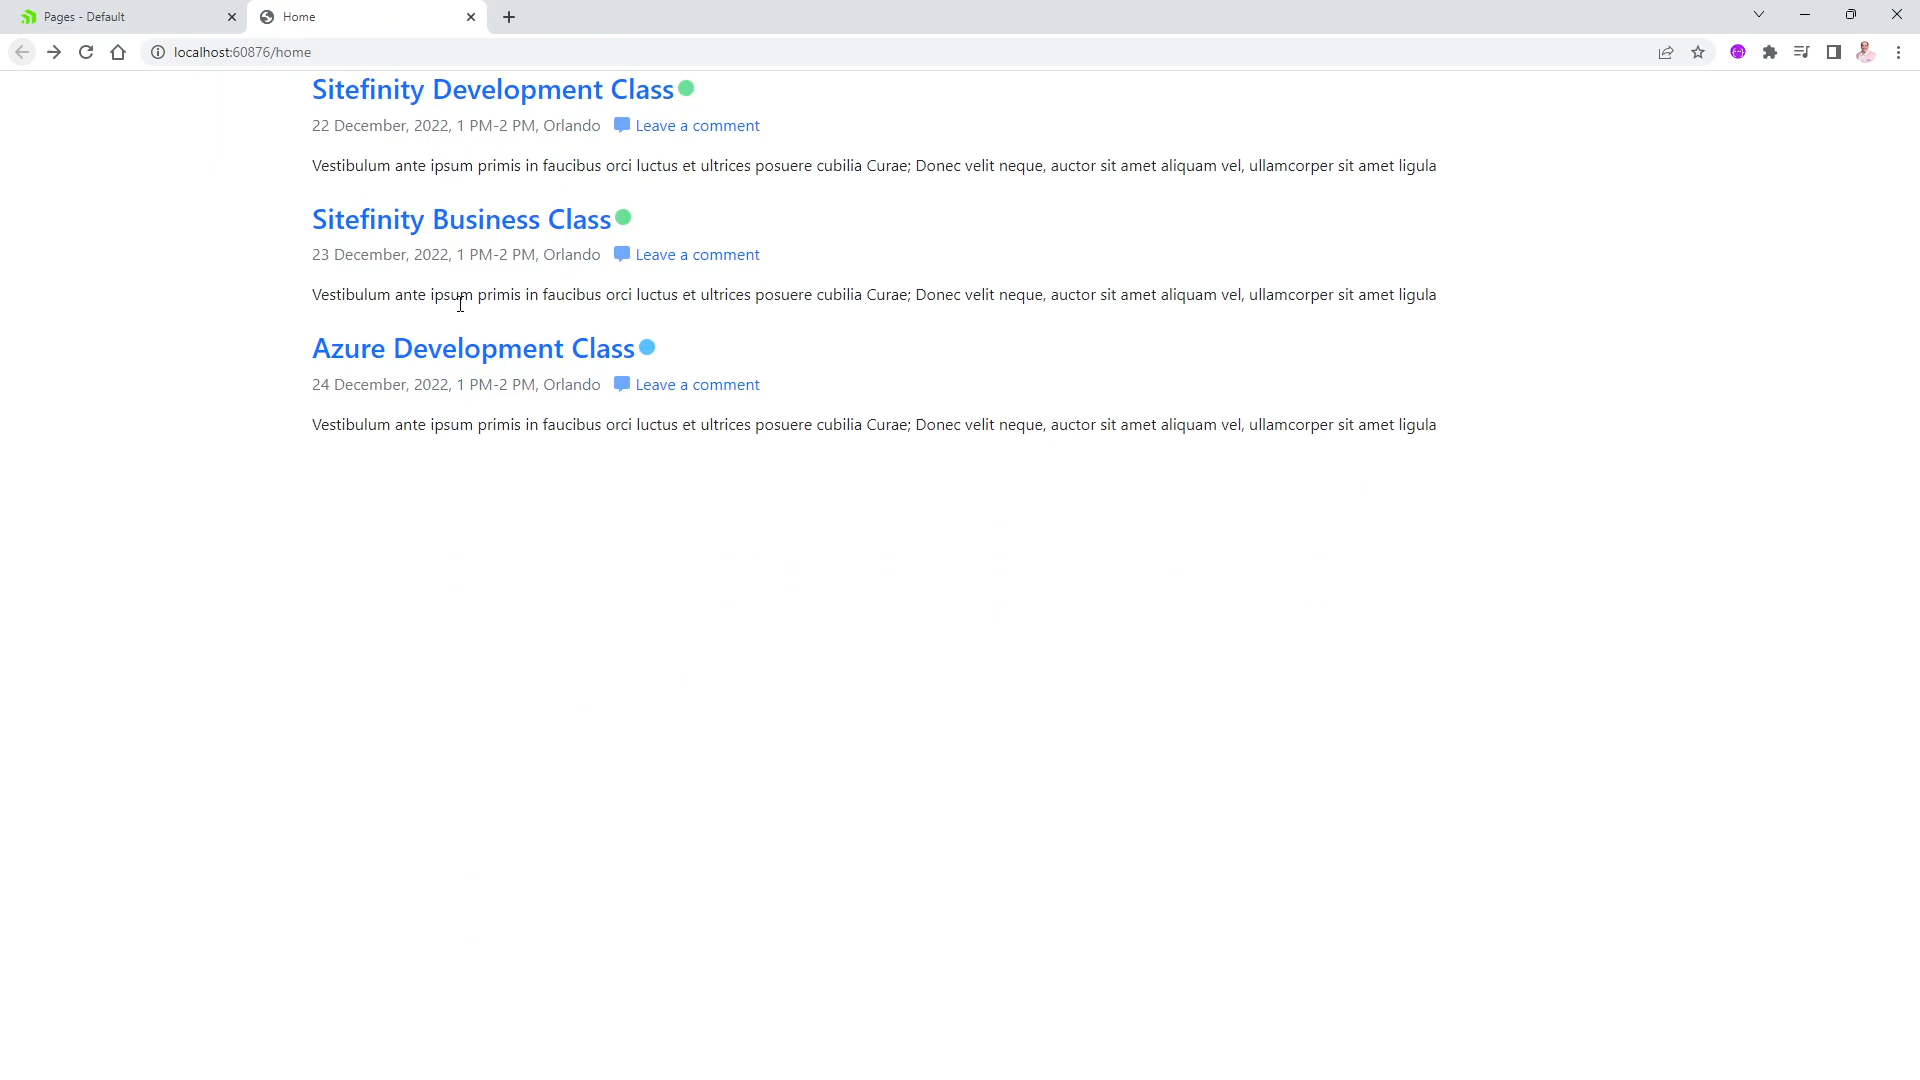 Pages - Default
Home
localhost:60876/home
Sitefinity Development Class
22 December, 2022, 1 PM-2 PM, Orlando Leave a comment
Vestibulum ante ipsum primis in faucibus orci luctus et ultrices posuere cubilia Curae; Donec velit neque, auctor sit amet aliquam vel, ullamcorper sit amet ligula
Sitefinity Business Class
23 December, 2022, 1 PM-2 PM, Orlando Leave a comment
Vestibulum ante ipsum primis in faucibus orci luctus et ultrices posuere cubilia Curae; Donec velit neque, auctor sit amet aliquam vel, ullamcorper sit amet ligula
Azure Development Class
24 December, 2022, 1 PM-2 PM, Orlando Leave a comment
Vestibulum ante ipsum primis in faucibus orci luctus et ultrices posuere cubilia Curae; Donec velit neque, auctor sit amet aliquam vel, ullamcorper sit amet ligula